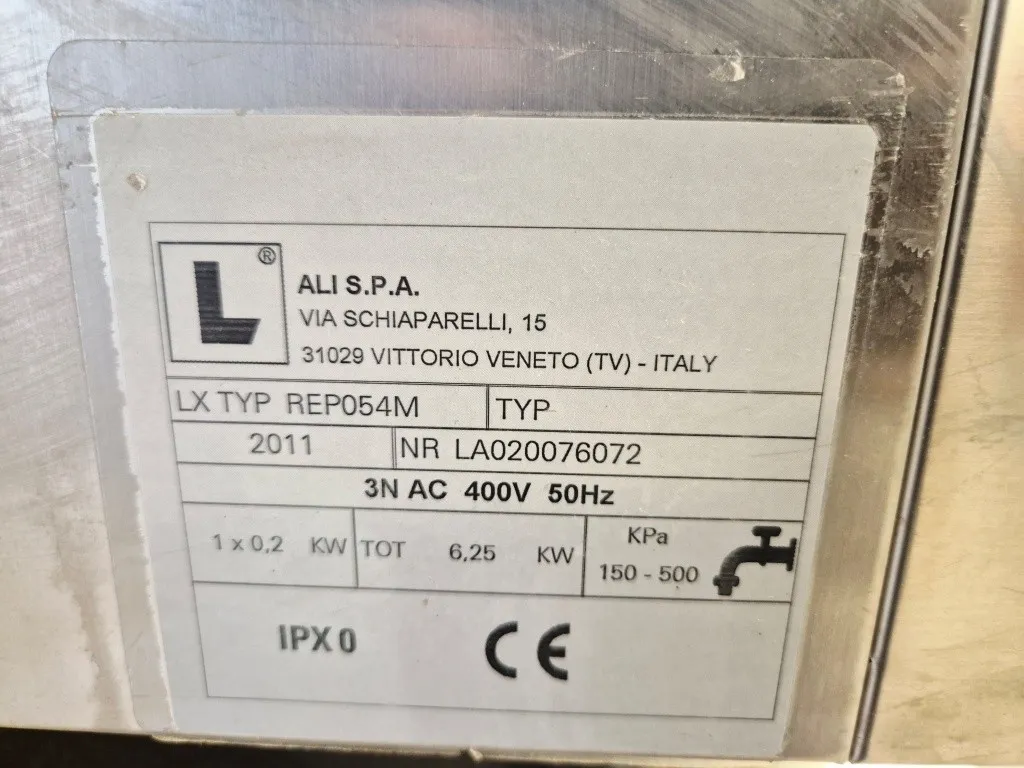 L ®
ALI S.P.A.
VIA SCHIAPARELLI, 15
31029 VITTORIO VENETO (TV) - ITALY
LX TYP REP054M TYP
2011 NR LA020076072
3N AC 400V 50Hz
1 x 0,2 KW TOT 6,25 KW KPa
150 - 500
IPX0 CE